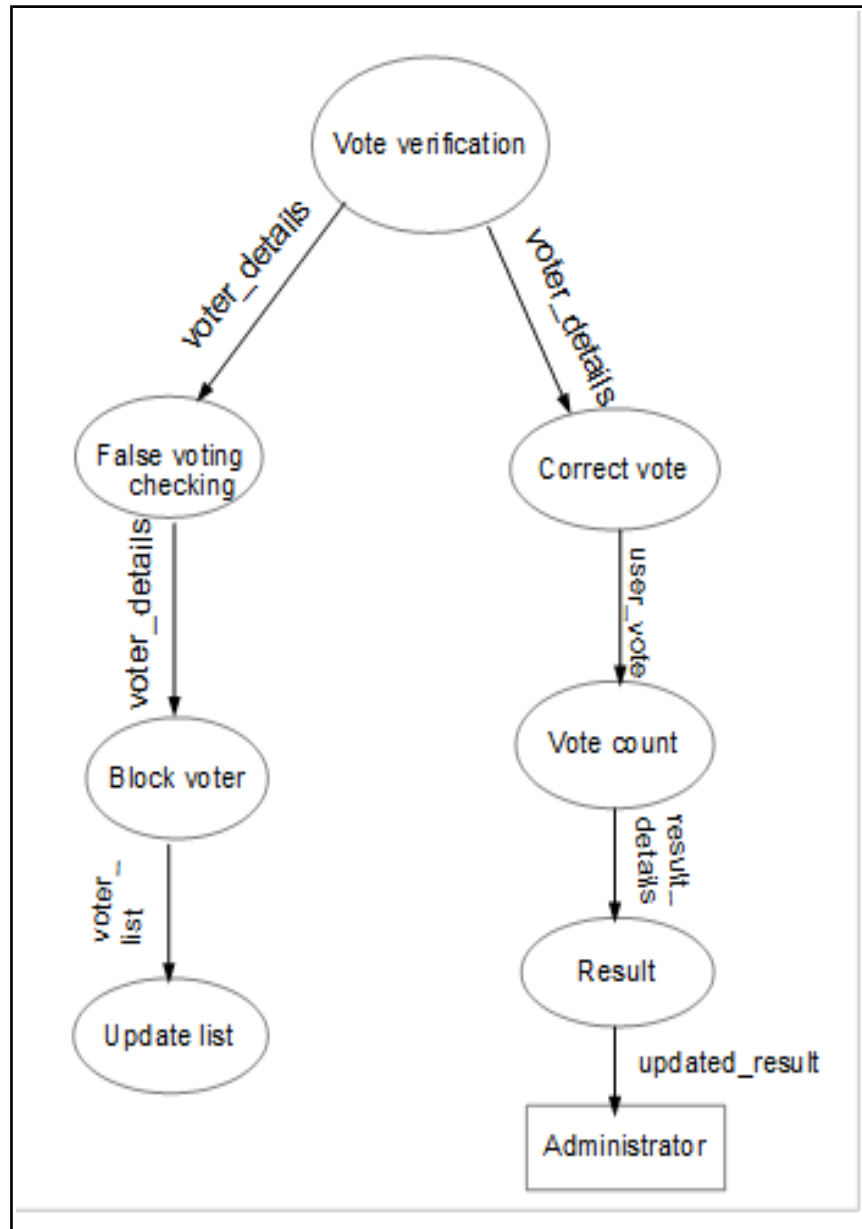 Vote verification
voter_details
voter_details
False voting
checking
Correct vote
voter_details
user_vote
Block voter
Vote count
voter_
list
result_
details
Update list
Result
updated_result
Administrator